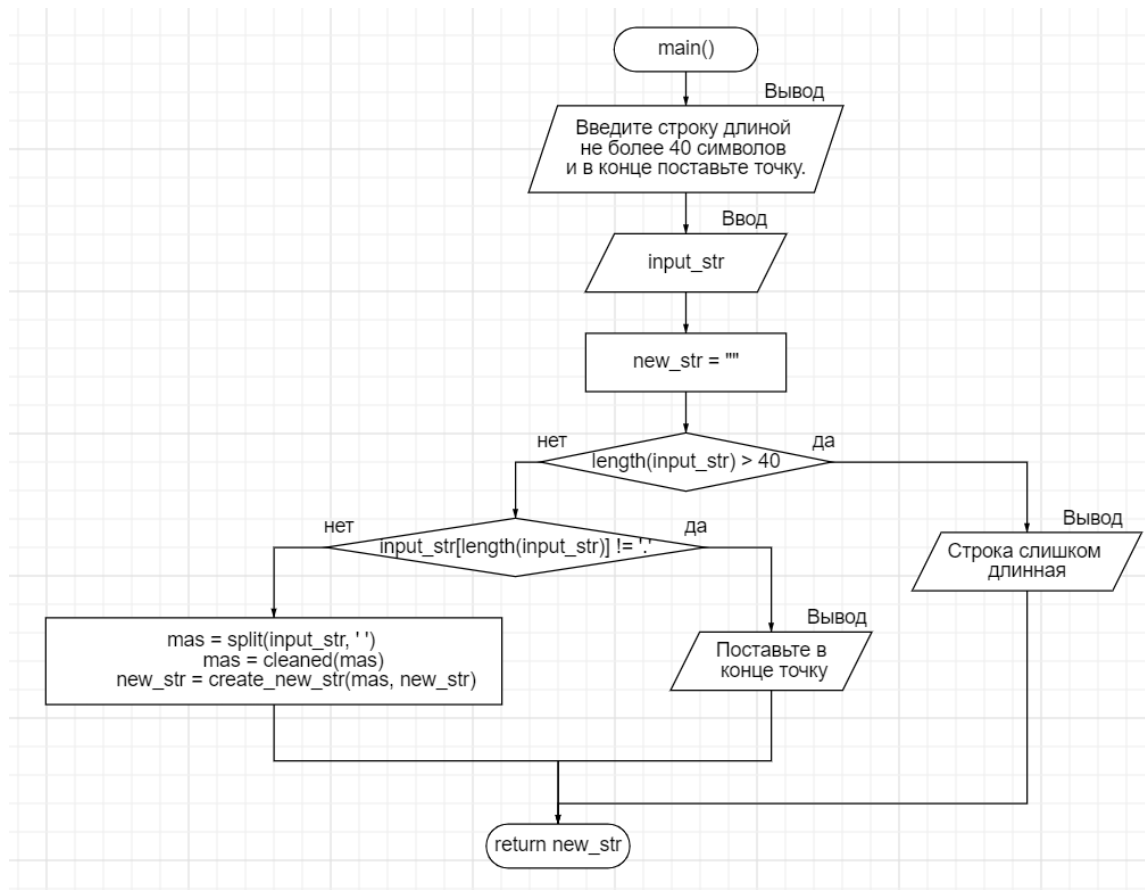 main()
Вывод
Введите строку длиной
не более 40 символов
и в конце поставьте точку.
Ввод
input_str
new_str = ""
нет
да
length(input_str) > 40
нет
да
input_str[length(input_str)] != '.'
Вывод
Строка слишком
длинная
mas = split(input_str, ' ')
mas = cleaned(mas)
new_str = create_new_str(mas, new_str)
Вывод
Поставьте в
конце точку
return new_str